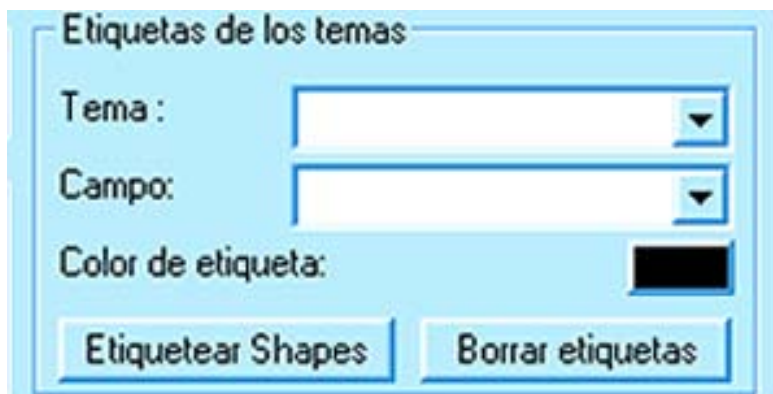 Etiquetas de los temas
Tema :
Campo:
Color de etiqueta:
Etiquetear Shapes
Borrar etiquetas